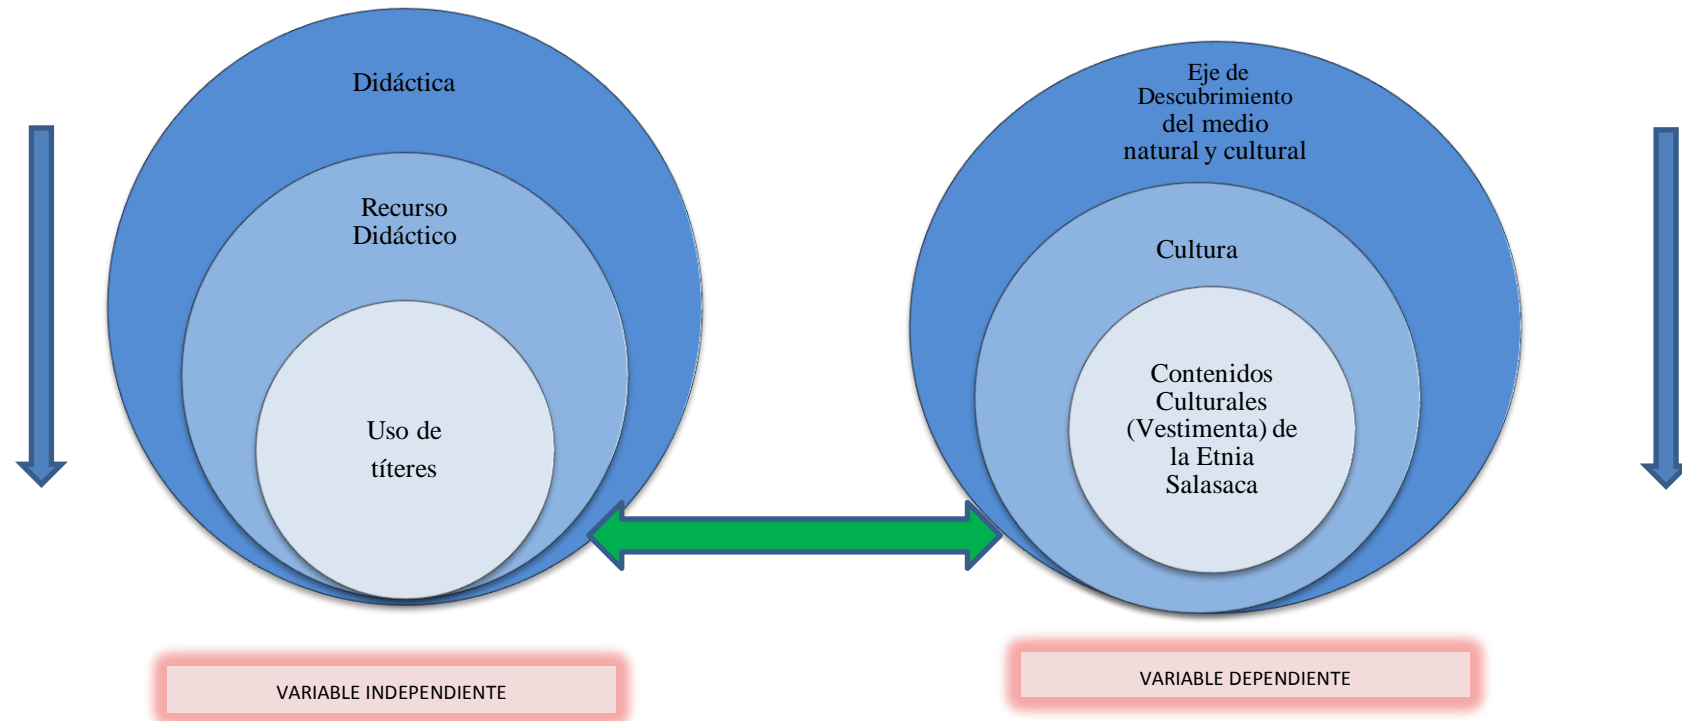 Didáctica
Recurso
Didáctico
Uso de
títeres
VARIABLE INDEPENDIENTE
Eje de
Descubrimiento
del medio
natural y cultural
Cultura
Contenidos
Culturales
(Vestimenta) de
la Etnia
Salasaca
VARIABLE DEPENDIENTE